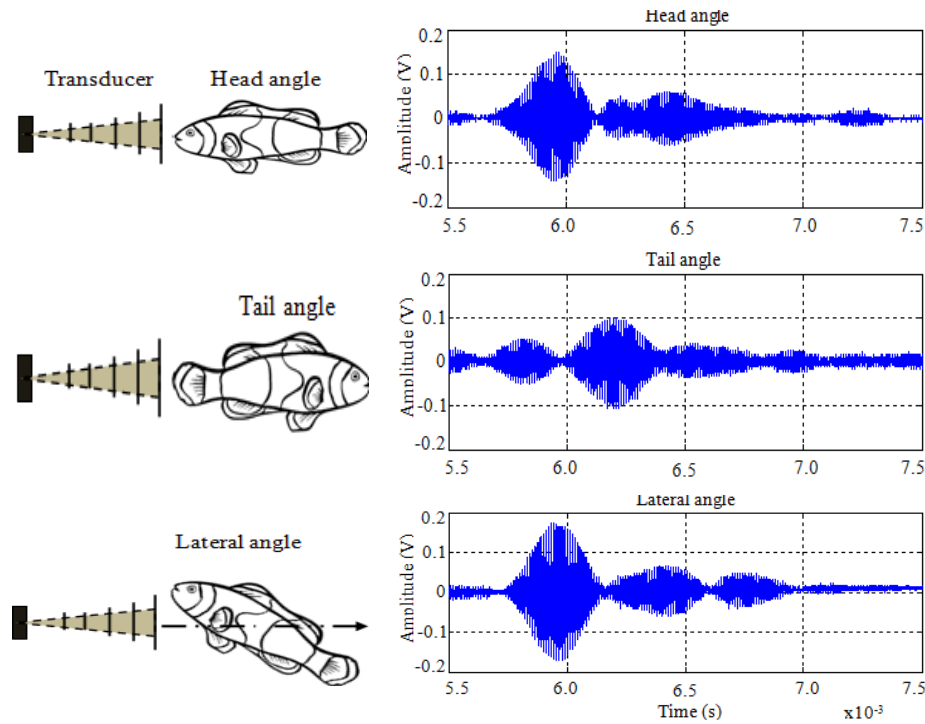 Head angle
Transducer Head angle
0.2
0.1
0
-0.1
-0.2
Amplitude (V)
5.5 6.0 6.5 7.0 7.5
Tail angle
Tail angle
0.2
0.1
0
-0.1
-0.2
Amplitude (V)
5.5 6.0 6.5 7.0 7.5
Lateral angle
Lateral angle
0.2
0.1
0
-0.1
-0.2
Amplitude (V)
5.5 6.0 6.5 7.0 7.5
Time (s) x10⁻³